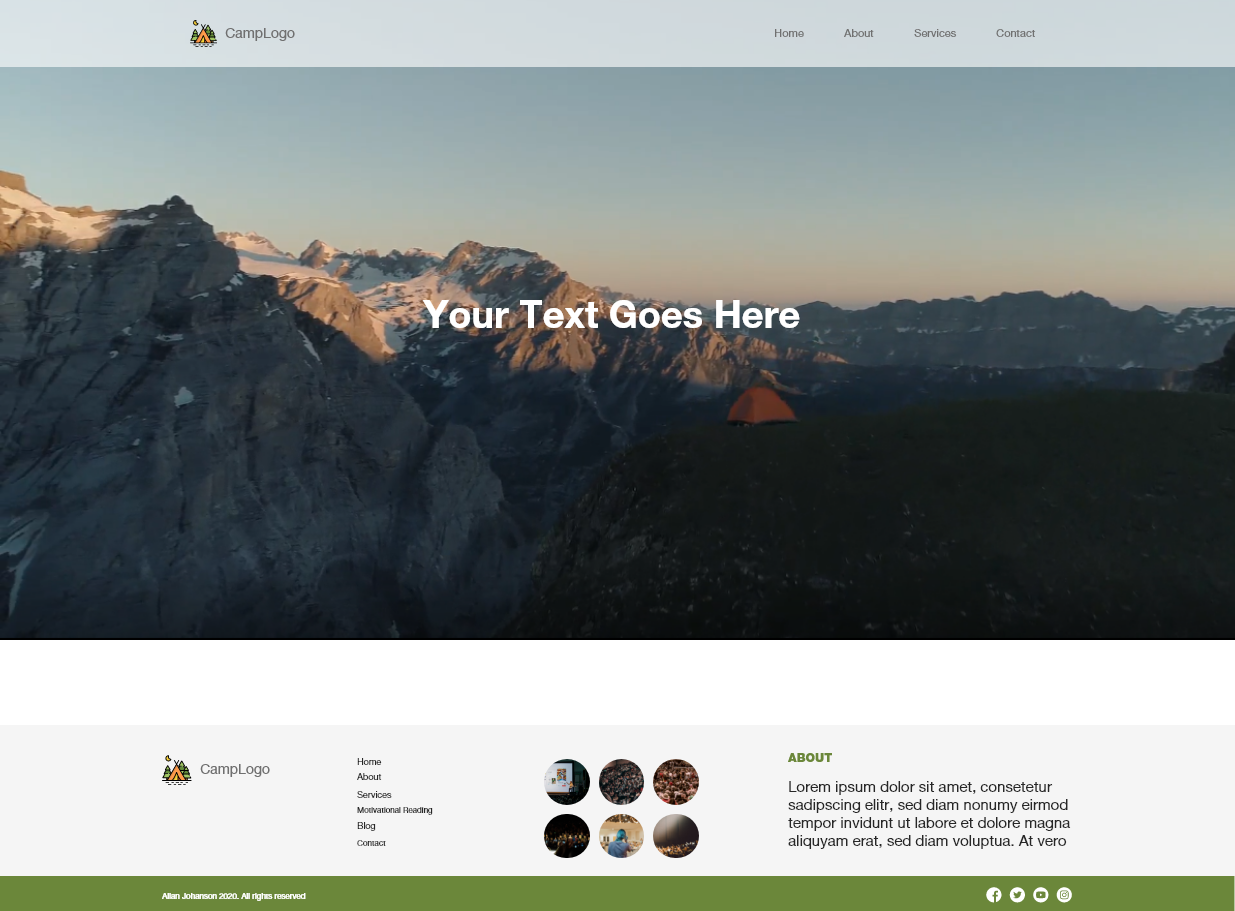 CampLogo
Home
About
Services
Contact
Your Text Goes Here
CampLogo
Home
About
Services
Motivational Reading
Blog
Contact
ABOUT
Lorem ipsum dolor sit amet, consetetur
sadipscing elitr, sed diam nonumy eirmod
tempor invidunt ut labore et dolore magna
aliquyam erat, sed diam voluptua. At vero
Allan Johanson 2020. All rights reserved